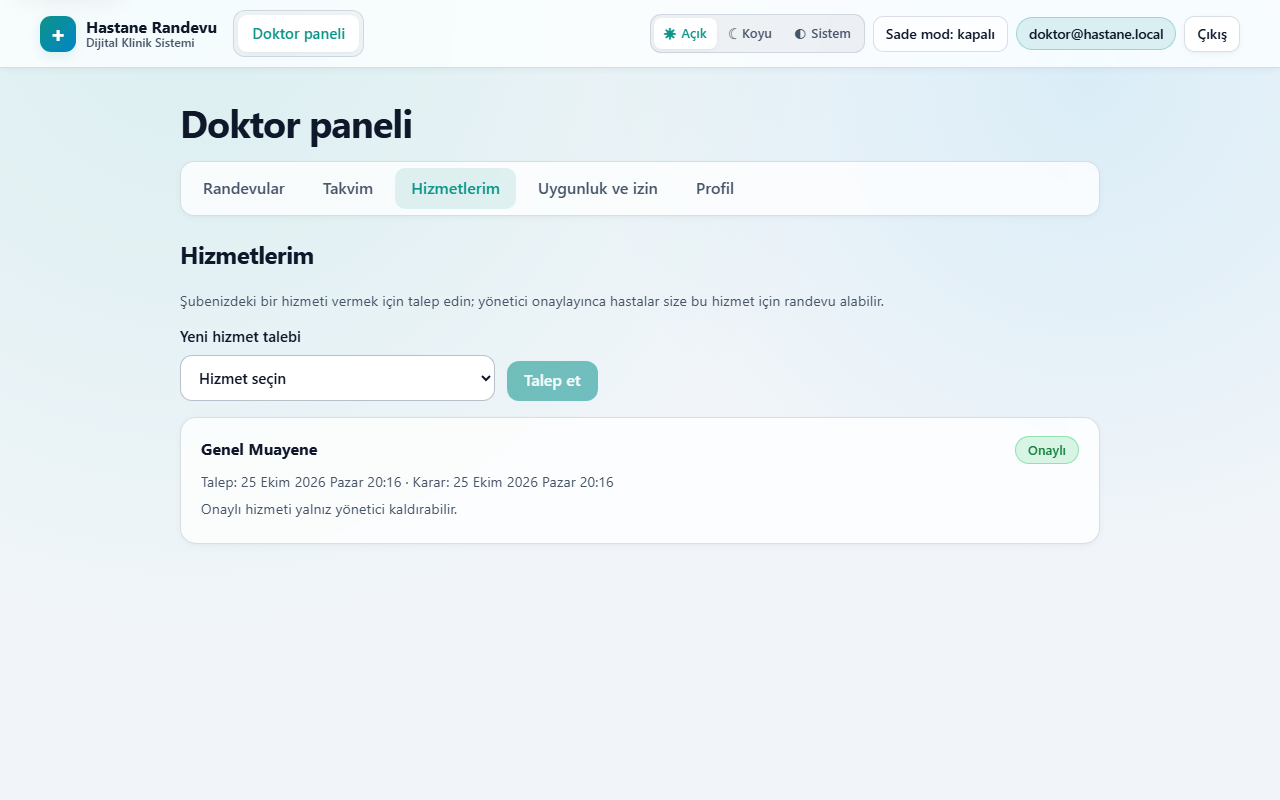 Hastane Randevu
Dijital Klinik Sistemi
Doktor paneli
Açık
Koyu
Sistem
Sade mod: kapalı
doktor@hastane.local
Çıkış
Doktor paneli
Randevular
Takvim
Hizmetlerim
Uygunluk ve izin
Profil
Hizmetlerim
Şubenizdeki bir hizmeti vermek için talep edin; yönetici onaylayınca hastalar size bu hizmet için randevu alabilir.
Yeni hizmet talebi
Hizmet seçin
Talep et
Genel Muayene
Onaylı
Talep: 25 Ekim 2026 Pazar 20:16 · Karar: 25 Ekim 2026 Pazar 20:16
Onaylı hizmeti yalnız yönetici kaldırabilir.